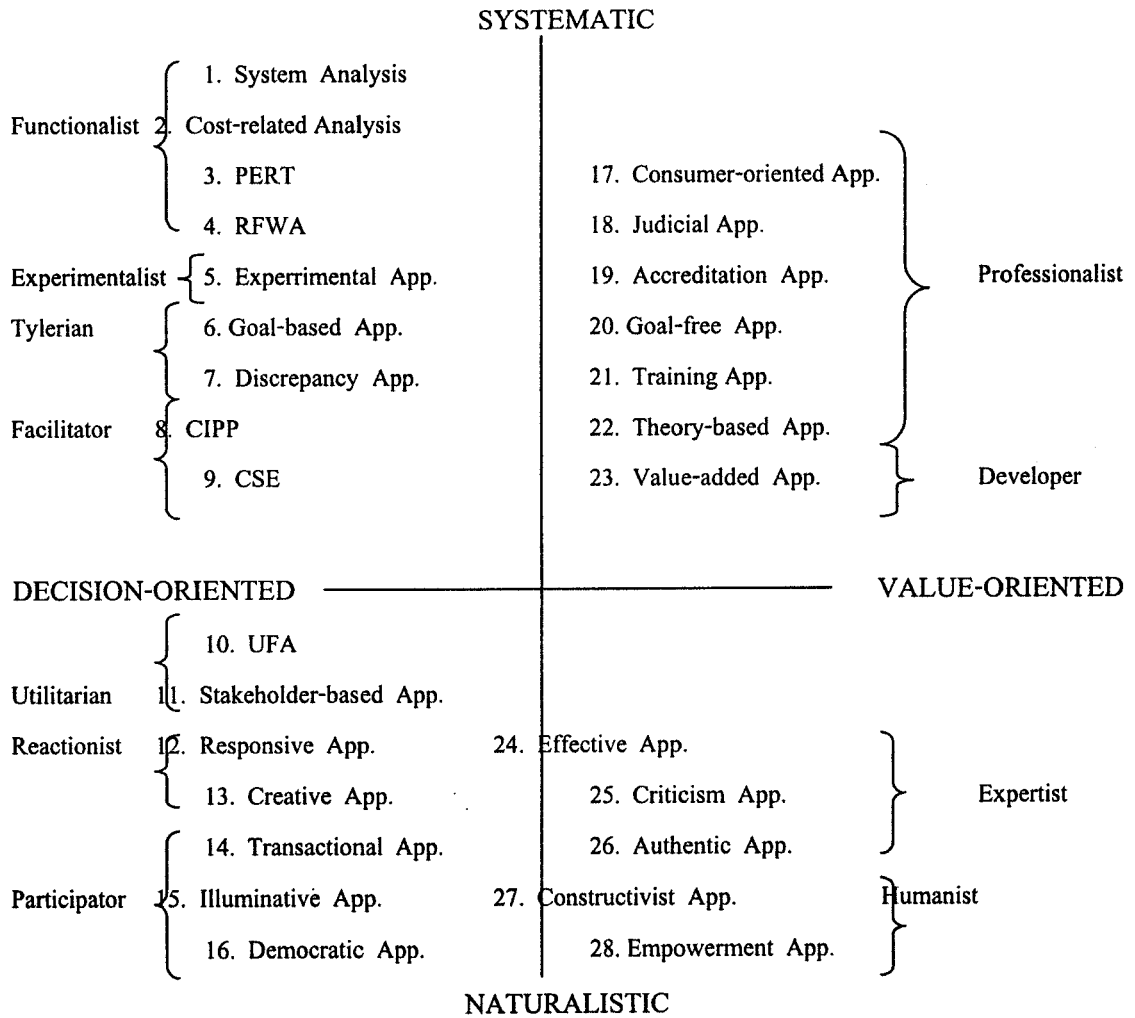 SYSTEMATIC
1. System Analysis
Functionalist 2. Cost-related Analysis
3. PERT
4. RFWA
Experimentalist 5. Experrimental App.
Tylerian 6. Goal-based App.
7. Discrepancy App.
Facilitator 8. CIPP
9. CSE
17. Consumer-oriented App.
18. Judicial App.
19. Accreditation App.
20. Goal-free App.
21. Training App.
22. Theory-based App.
Professionalist
23. Value-added App.
Developer
DECISION-ORIENTED
VALUE-ORIENTED
10. UFA
Utilitarian 11. Stakeholder-based App.
Reactionist 12. Responsive App.
13. Creative App.
14. Transactional App.
Participator 15. Illuminative App.
16. Democratic App.
24. Effective App.
25. Criticism App.
26. Authentic App.
Expertist
27. Constructivist App.
Humanist
28. Empowerment App.
NATURALISTIC